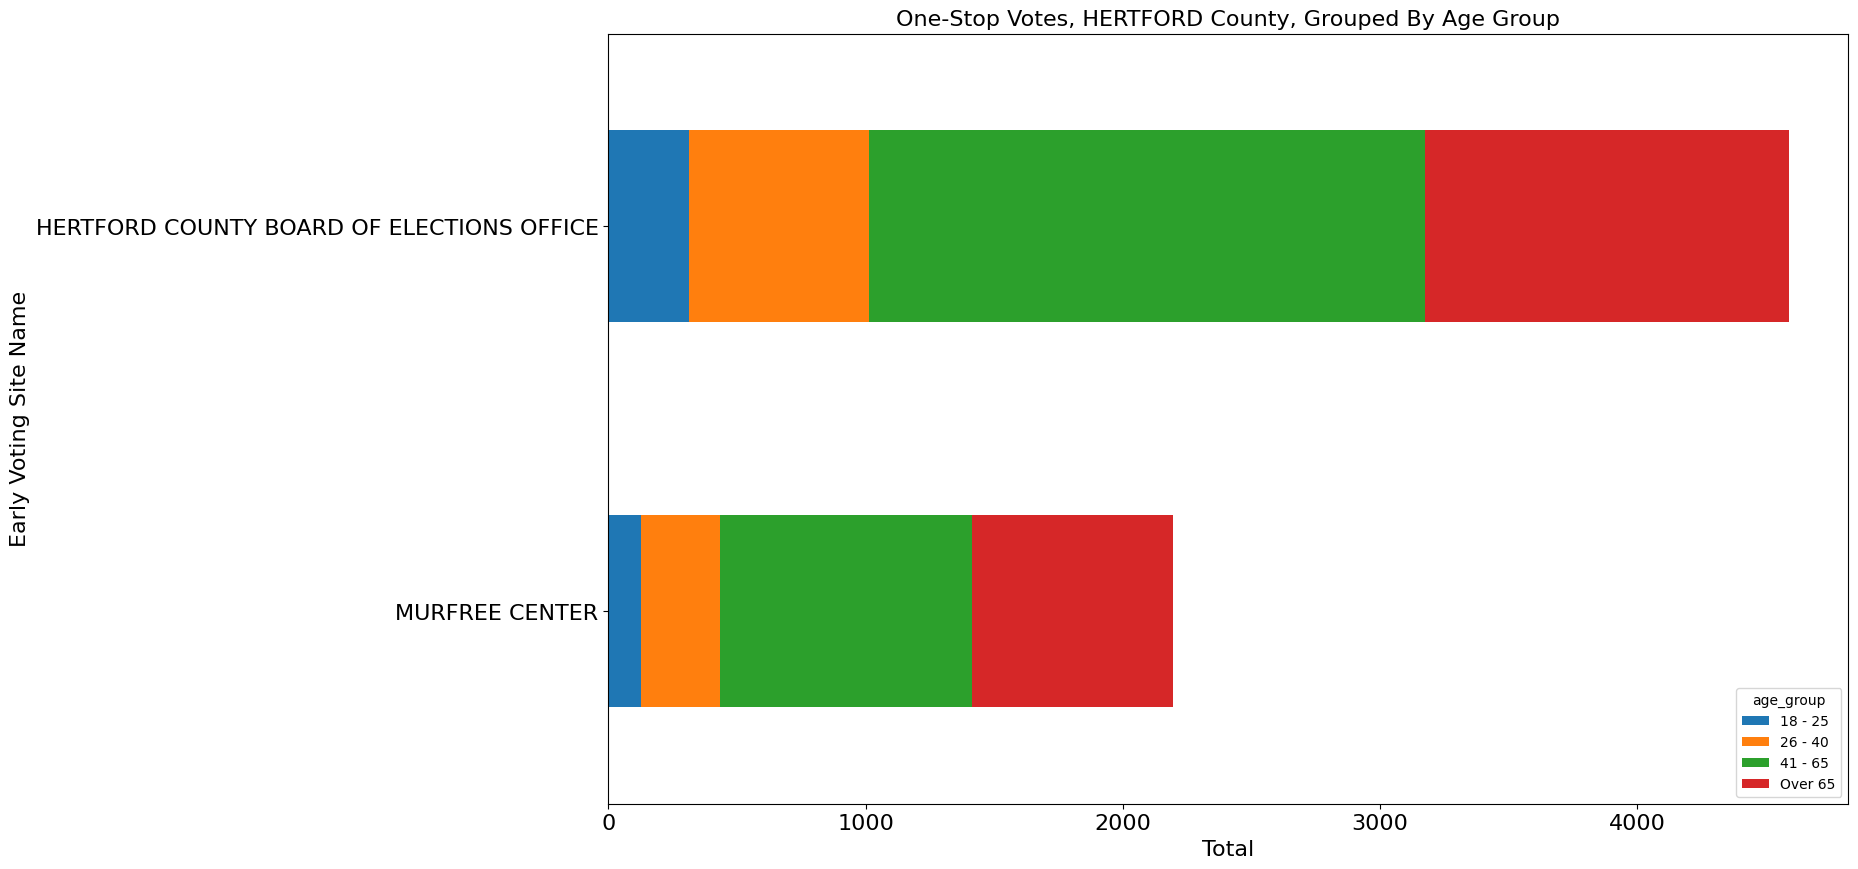 One-Stop Votes, HERTFORD County, Grouped By Age Group
Early Voting Site Name
HERTFORD COUNTY BOARD OF ELECTIONS OFFICE
MURFREE CENTER
age_group
18 - 25
26 - 40
41 - 65
Over 65
0 1000 2000 3000 4000
Total